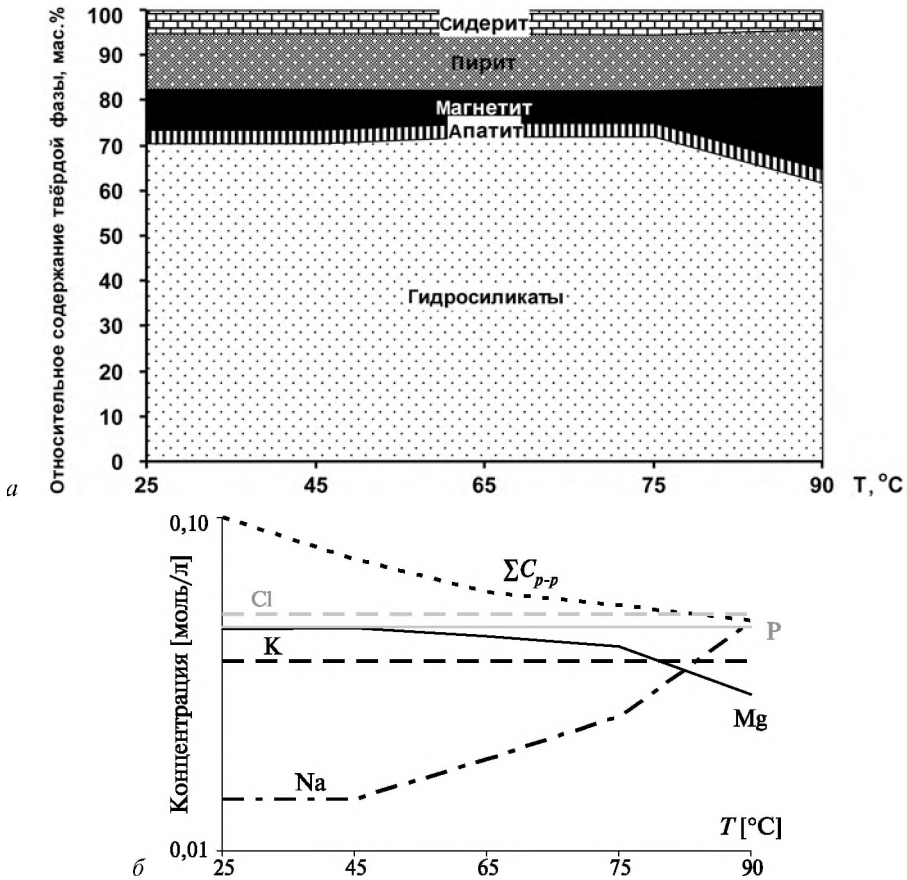 Относительное содержание твёрдой фазы, мас.%
100
90
80
70
60
50
40
30
20
10
0
Сидерит
Пирит
Магнетит
Апатит
Гидросиликаты
25 45 65 75 90 T, °C
а
Концентрация [моль/л]
0,10
0,01
∑Cр-р
Cl
P
K
Mg
Na
T [°C]
25 45 65 75 90
б